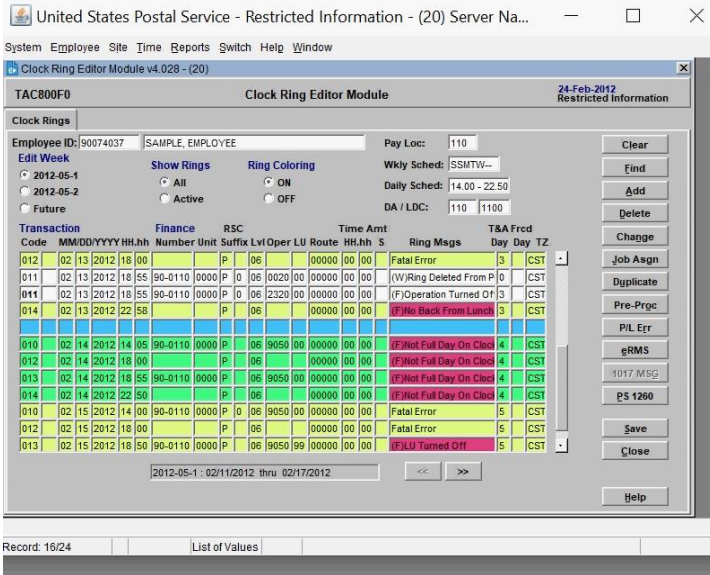 United States Postal Service - Restricted Information - (20) Server Na...
System Employee Site Time Reports Switch Help Window
Clock Ring Editor Module v4.028 - (20)
TAC800F0 Clock Ring Editor Module 24-Feb-2012
Restricted Information
Clock Rings
Employee ID: 90074037 SAMPLE, EMPLOYEE Pay Loc: 110 Clear
Edit Week Show Rings Ring Coloring Wkly Sched: SSMTW-- Find
2012-05-1 All ON Daily Sched: 14.00 - 22.50 Add
2012-05-2 Active OFF DA / LDC: 110 1100 Delete
Future
Transaction Finance RSC Time Amt T&A Frcd Change
Code MM/DD/YYYY HH.hh Number Unit Suffix Lvl Oper LU Route HH.hh S Ring Msgs Day Day TZ
012 02 13 2012 18 00 P 06 00000 00 00 Fatal Error 3 CST Job Asgn
011 02 13 2012 18 55 90-0110 0000 P 0 06 0020 00 00000 00 00 (W)Ring Deleted From P 0 CST Duplicate
011 02 13 2012 18 55 90-0110 0000 P 0 06 2320 00 00000 00 00 (F)Operation Turned Of 3 CST
014 02 13 2012 22 58 P 06 00000 00 00 (F)No Back From Lunch 3 CST Pre-Proc
P/L Err
010 02 14 2012 14 05 90-0110 0000 P 06 9050 00 00000 00 00 (F)Not Full Day On Clock 4 CST eRMS
012 02 14 2012 18 00 P 06 00000 00 00 (F)Not Full Day On Clock 4 CST
013 02 14 2012 18 55 90-0110 0000 P 06 9050 00 00000 00 00 (F)Not Full Day On Clock 4 CST 1017 MSG
014 02 14 2012 22 50 P 06 00000 00 00 (F)Not Full Day On Clock 4 CST PS 1260
010 02 15 2012 14 00 90-0110 0000 P 0 06 9050 00 00000 00 00 Fatal Error 5 CST
012 02 15 2012 18 00 P 06 00000 00 00 Fatal Error 5 CST Save
013 02 15 2012 18 50 90-0110 0000 P 06 9050 99 00000 00 00 (F)LU Turned Off 5 CST Close
2012-05-1 : 02/11/2012 thru 02/17/2012 << >>
Help
Record: 16/24 List of Values